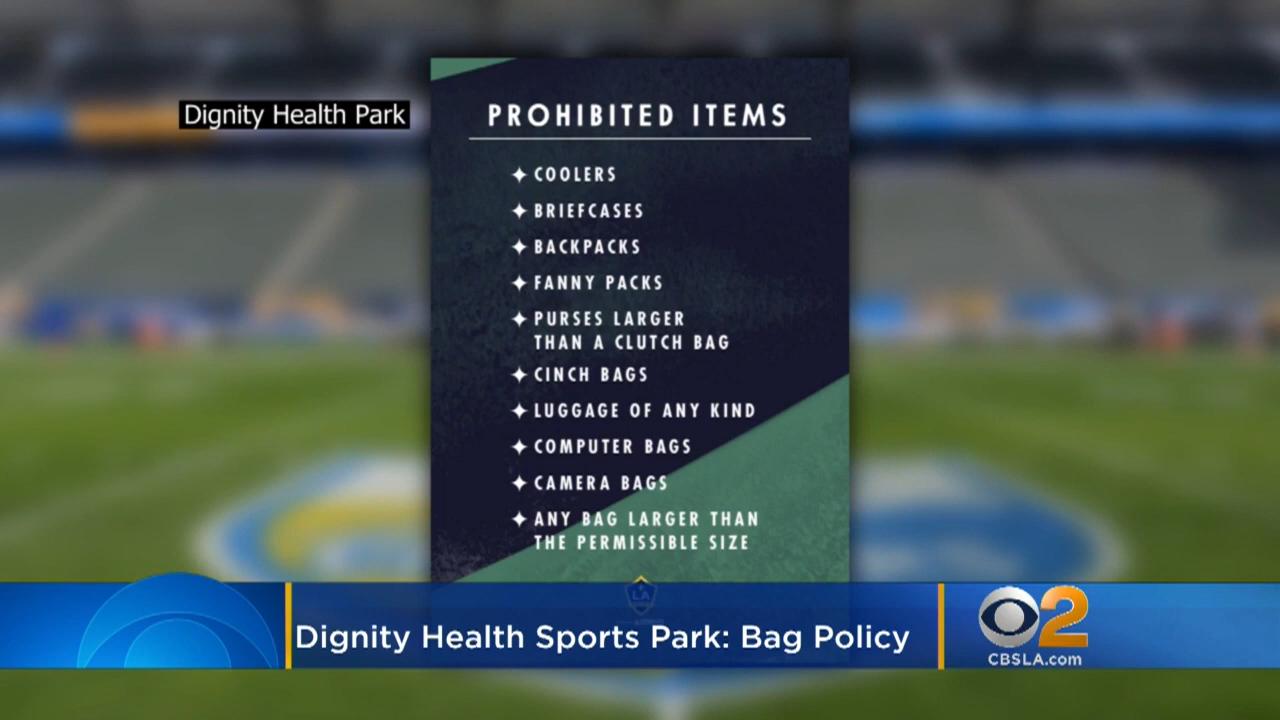 Dignity Health Park
PROHIBITED ITEMS
COOLERS
BRIEFCASES
BACKPACKS
FANNY PACKS
PURSES LARGER
THAN A CLUTCH BAG
CINCH BAGS
LUGGAGE OF ANY KIND
COMPUTER BAGS
CAMERA BAGS
ANY BAG LARGER THAN
THE PERMISSIBLE SIZE
LA
Dignity Health Sports Park: Bag Policy
2
CBSLA.com